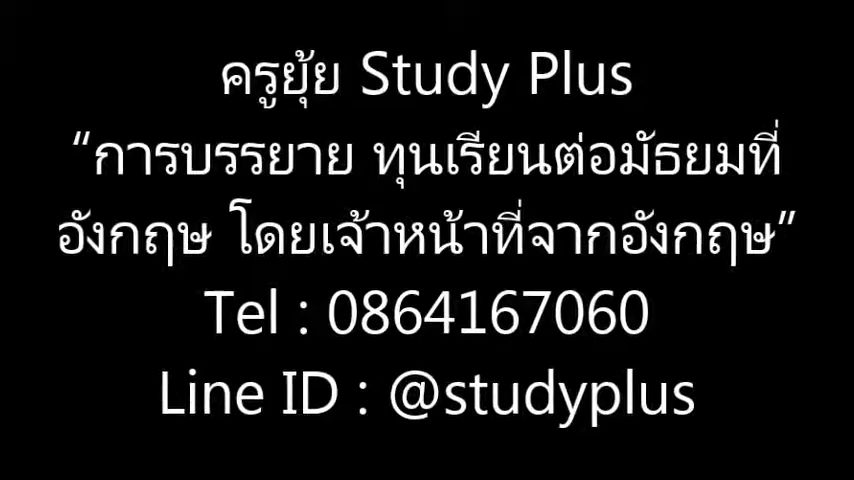 ครูยุ้ย Study Plus
“การบรรยาย ทุนเรียนต่อมัธยมที่
อังกฤษ โดยเจ้าหน้าที่จากอังกฤษ”
Tel : 0864167060
Line ID : @studyplus